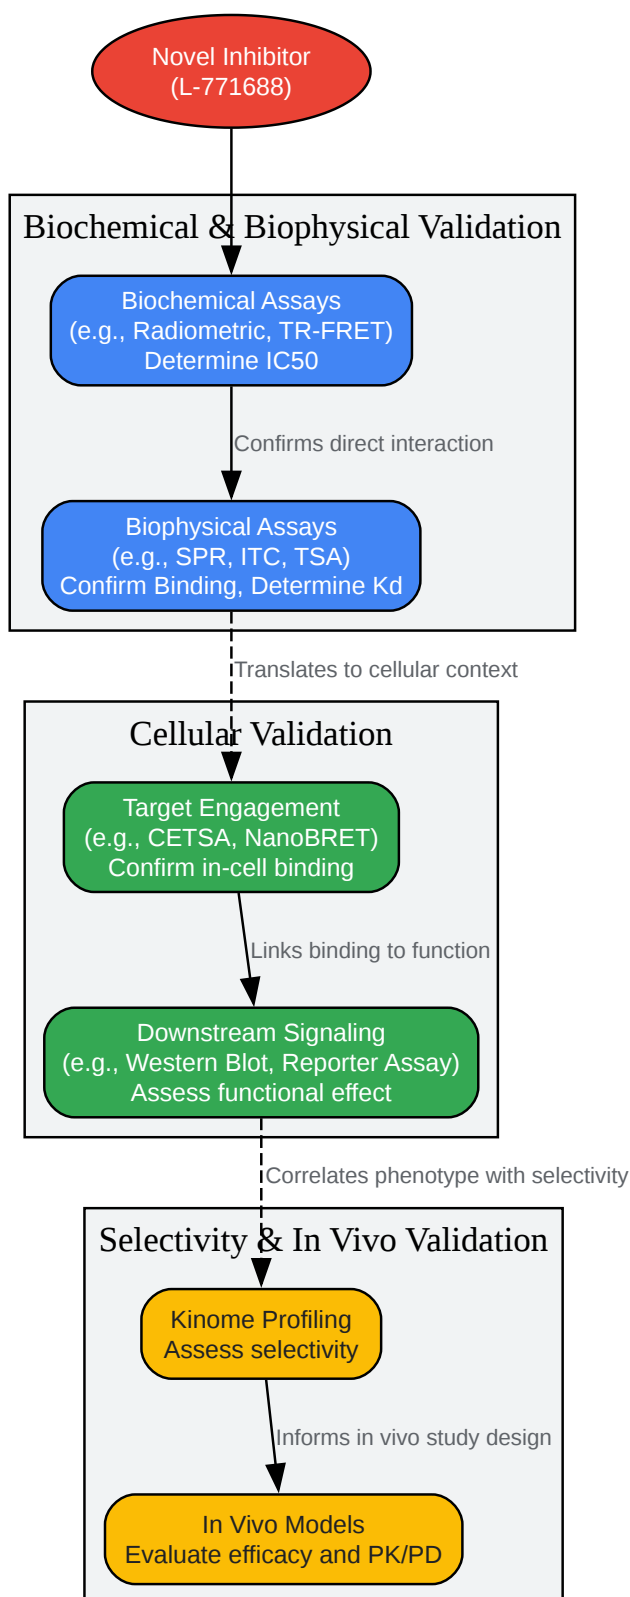 Novel Inhibitor
(L-771688)
Biochemical & Biophysical Validation
Biochemical Assays
(e.g., Radiometric, TR-FRET)
Determine IC50
Confirms direct interaction
Biophysical Assays
(e.g., SPR, ITC, TSA)
Confirm Binding, Determine Kd
Translates to cellular context
Cellular Validation
Target Engagement
(e.g., CETSA, NanoBRET)
Confirm in-cell binding
Links binding to function
Downstream Signaling
(e.g., Western Blot, Reporter Assay)
Assess functional effect
Correlates phenotype with selectivity
Selectivity & In Vivo Validation
Kinome Profiling
Assess selectivity
Informs in vivo study design
In Vivo Models
Evaluate efficacy and PK/PD